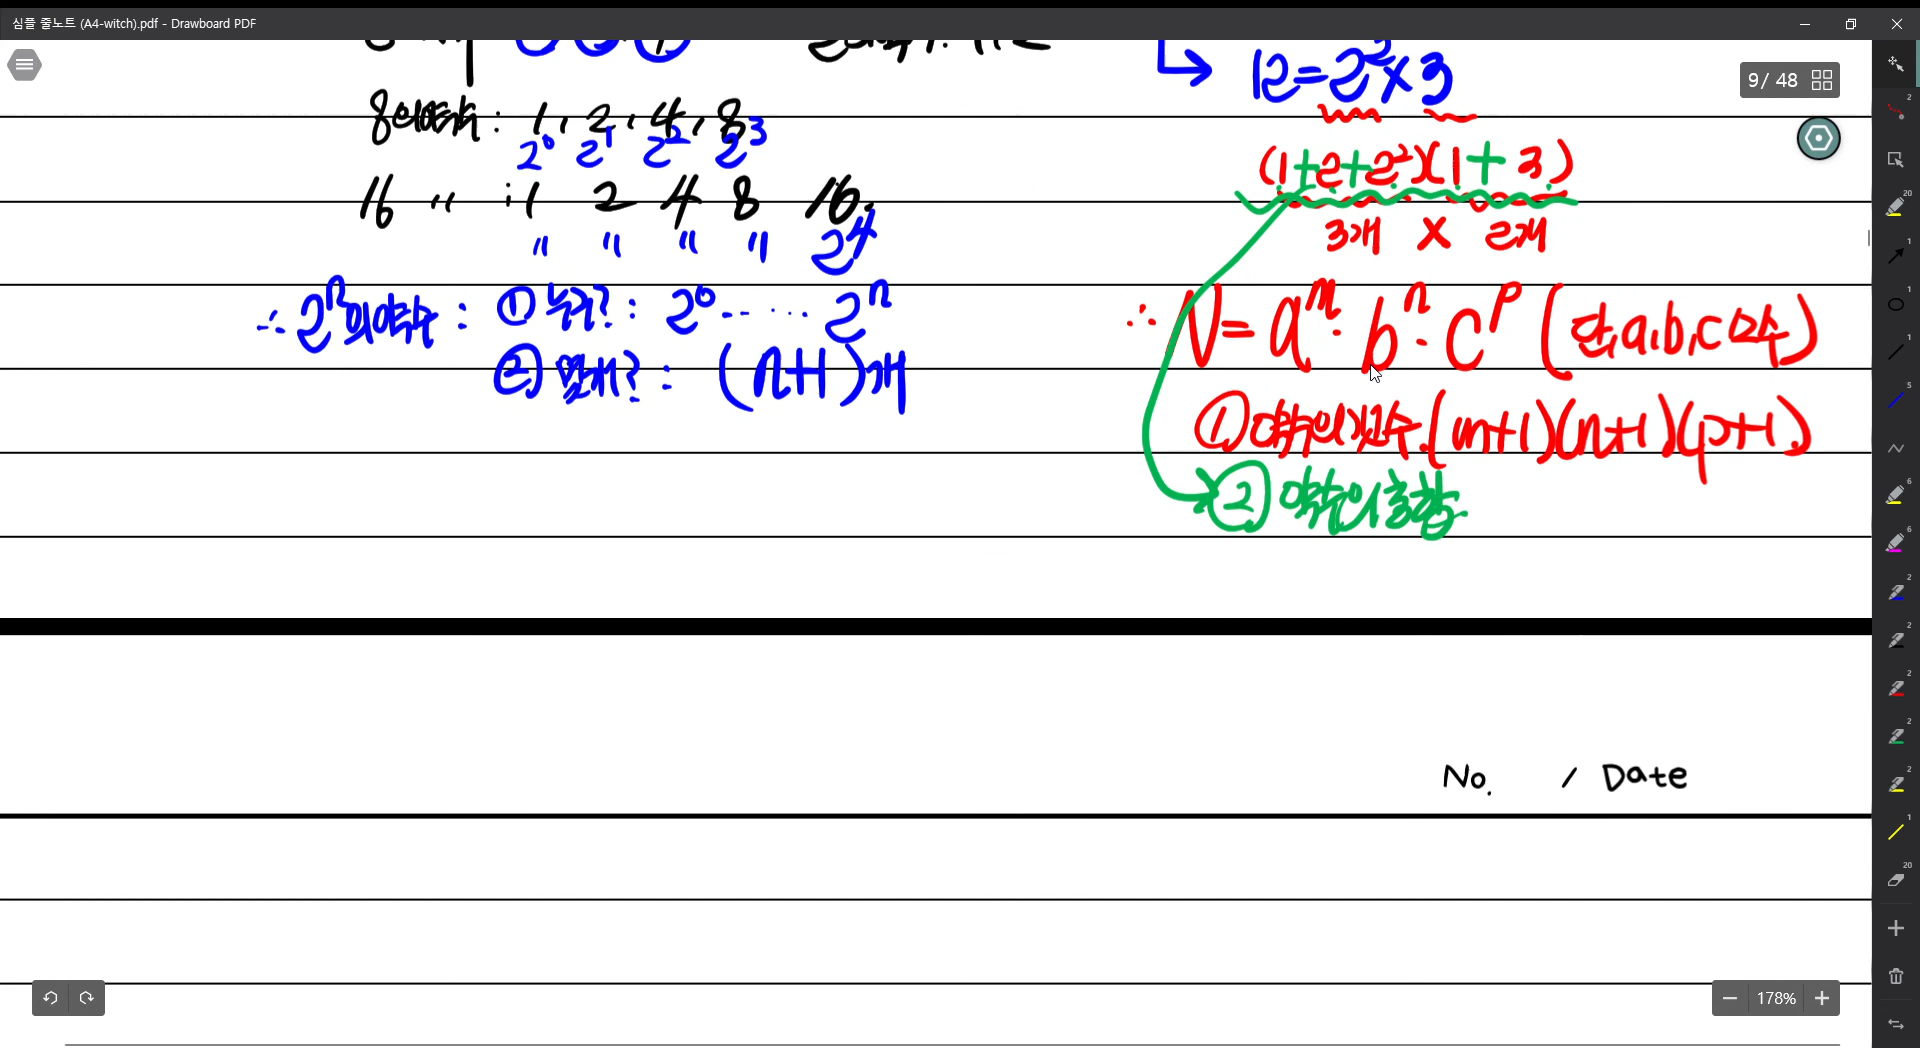 심플 줄노트 (A4-witch).pdf - Drawboard PDF
9/ 48
8의약수 : 1, 2, 4, 8
2⁰ 2¹ 2² 2³
16 〃 : 1 2 4 8 16.
〃 〃 〃 〃 2⁴
∴ 2ⁿ의약수 : ① 누구? : 2⁰ ····· 2ⁿ
② 몇개? : (n+1)개
↳ 12=2²×3
(1+2+2²)(1+3)
3개 × 2개
∴ N = aᵐ · bⁿ · cᵖ (단, a, b, c 소수)
① 약수의개수.(m+1)(n+1)(p+1)
② 약수의총합
No. / Date
178%